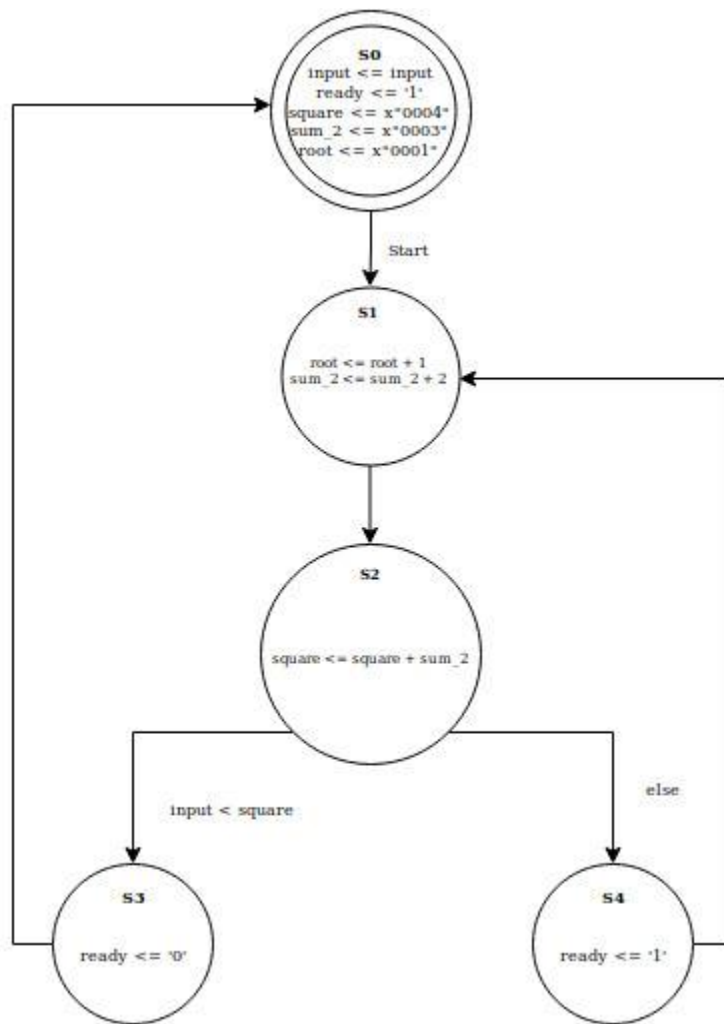 S0
input <= input
ready <= '1'
square <= x"0004"
sum_2 <= x"0003"
root <= x"0001"
Start
S1
root <= root + 1
sum_2 <= sum_2 + 2
S2
square <= square + sum_2
input < square
else
S3
ready <= '0'
S4
ready <= '1'